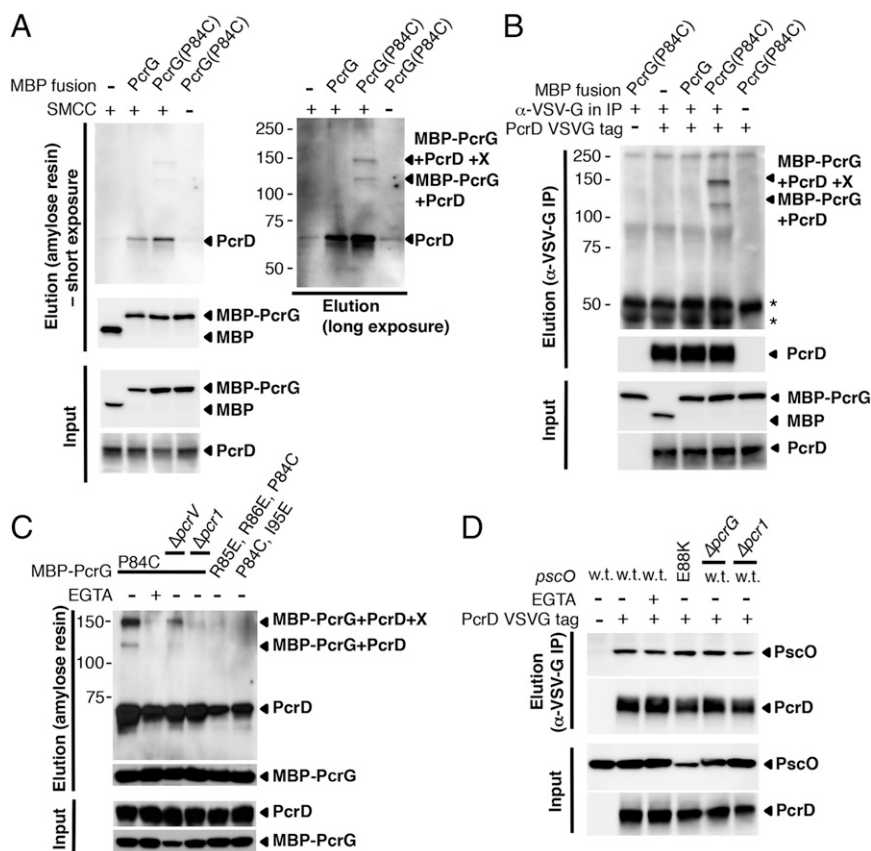 A
PcrG
PcrG(P84C)
PcrG(P84C)
MBP fusion -
SMCC + + + -
Elution (amylose resin)
– short exposure
PcrD
MBP-PcrG
MBP
Input
MBP-PcrG
MBP
PcrD
PcrG
PcrG(P84C)
PcrG(P84C)
-
+ + + -
250 -
150 -
100 -
75 -
50 -
MBP-PcrG
+PcrD +X
MBP-PcrG
+PcrD
PcrD
Elution
(long exposure)
B
PcrG(P84C)
PcrG
PcrG(P84C)
PcrG(P84C)
MBP fusion -
α-VSV-G in IP + + + + -
PcrD VSVG tag - + + + +
Elution (α-VSV-G IP)
250 -
150 -
100 -
75 -
50 -
MBP-PcrG
+PcrD +X
MBP-PcrG
+PcrD
*
*
PcrD
Input
MBP-PcrG
MBP
PcrD
C
ΔpcrV
Δpcr1
R85E, R86E, P84C
P84C, I95E
P84C
MBP-PcrG
EGTA - + - - - -
Elution (amylose resin)
150 -
100 -
75 -
MBP-PcrG+PcrD+X
MBP-PcrG+PcrD
PcrD
MBP-PcrG
Input
PcrD
MBP-PcrG
D
E88K
ΔpcrG
Δpcr1
pscO w.t. w.t. w.t. w.t. w.t.
EGTA - - + - - -
PcrD VSVG tag - + + + + +
Elution
(α-VSV-G IP)
PscO
PcrD
Input
PscO
PcrD